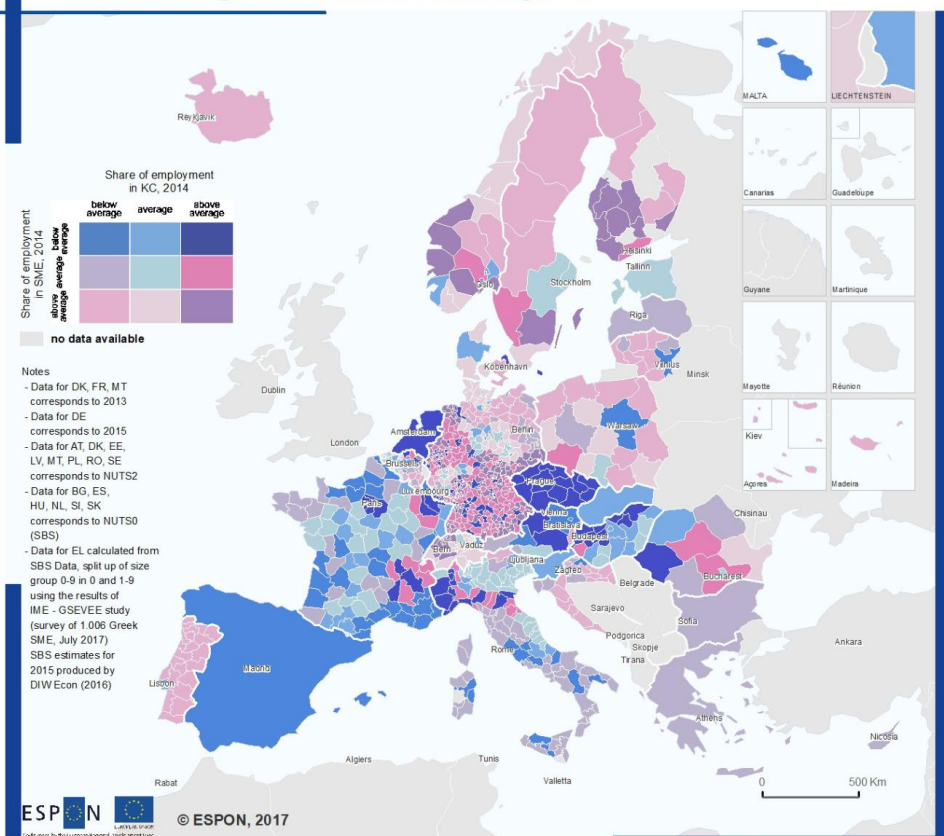 MALTA
LIECHTENSTEIN
Reykjavik
Share of employment
in KC, 2014
below
average
average
above
average
Share of employment
in SME, 2014
below
average
average
above
average
no data available
Canarias
Guadeloupe
Guyane
Martinique
Mayotte
Réunion
Kiev
Açores
Madeira
Notes
- Data for DK, FR, MT
corresponds to 2013
- Data for DE
corresponds to 2015
- Data for AT, DK, EE,
LV, MT, PL, RO, SE
corresponds to NUTS2
- Data for BG, ES,
HU, NL, SI, SK
corresponds to NUTS0
(SBS)
- Data for EL calculated from
SBS Data, split up of size
group 0-9 in 0 and 1-9
using the results of
IME - GSEVEE study
(survey of 1.006 Greek
SME, July 2017)
SBS estimates for
2015 produced by
DIW Econ (2016)
Helsinki
Tallinn
Oslo
Stockholm
Riga
København
Vilnius
Minsk
Dublin
London
Amsterdam
Berlin
Warsaw
Brussels
Luxembourg
Prague
Paris
Vienna
Bratislava
Budapest
Chisinau
Bern
Vaduz
Ljubljana
Zagreb
Belgrade
Bucharest
Sarajevo
Sofia
Podgorica
Skopje
Tirana
Rome
Ankara
Madrid
Lisbon
Athens
Nicosia
Algiers
Tunis
Valletta
Rabat
0
500 Km
ESPON
© ESPON, 2017